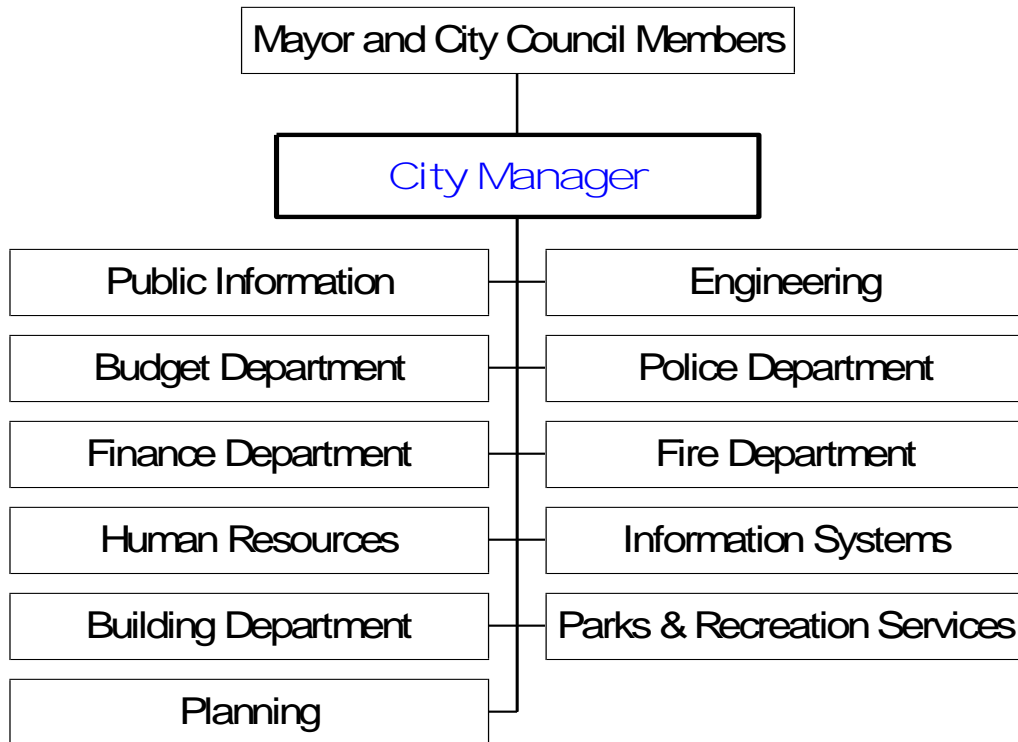 Mayor and City Council Members
City Manager
Public Information
Engineering
Budget Department
Police Department
Finance Department
Fire Department
Human Resources
Information Systems
Building Department
Parks & Recreation Services
Planning